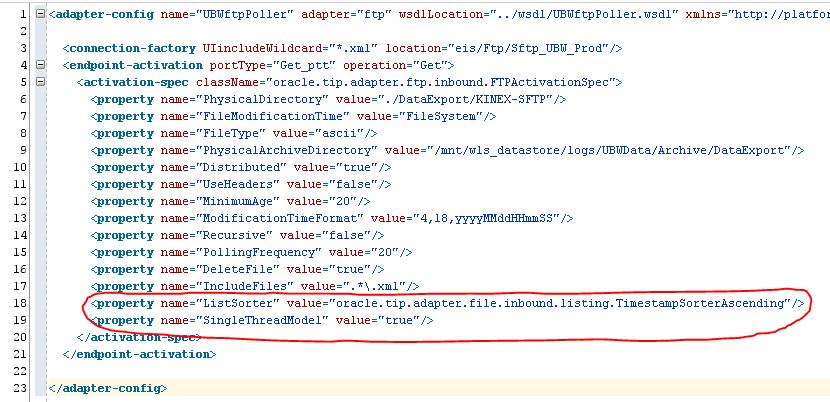 1 <adapter-config name="UBWftpPoller" adapter="ftp" wsdlLocation="../wsdl/UBWftpPoller.wsdl" xmlns="http://platfor
2
3 <connection-factory UIincludeWildcard="*.xml" location="eis/Ftp/Sftp_UBW_Prod"/>
4 <endpoint-activation portType="Get_ptt" operation="Get">
5 <activation-spec className="oracle.tip.adapter.ftp.inbound.FTPActivationSpec">
6 <property name="PhysicalDirectory" value="./DataExport/KINEX-SFTP"/>
7 <property name="FileModificationTime" value="FileSystem"/>
8 <property name="FileType" value="ascii"/>
9 <property name="PhysicalArchiveDirectory" value="/mnt/wls_datastore/logs/UBWData/Archive/DataExport"/>
10 <property name="Distributed" value="true"/>
11 <property name="UseHeaders" value="false"/>
12 <property name="MinimumAge" value="20"/>
13 <property name="ModificationTimeFormat" value="4,18,yyyyMMddHHmmSS"/>
14 <property name="Recursive" value="false"/>
15 <property name="PollingFrequency" value="20"/>
16 <property name="DeleteFile" value="true"/>
17 <property name="IncludeFiles" value=".*\.xml"/>
18 <property name="ListSorter" value="oracle.tip.adapter.file.inbound.listing.TimestampSorterAscending"/>
19 <property name="SingleThreadModel" value="true"/>
20 </activation-spec>
21 </endpoint-activation>
22
23 </adapter-config>